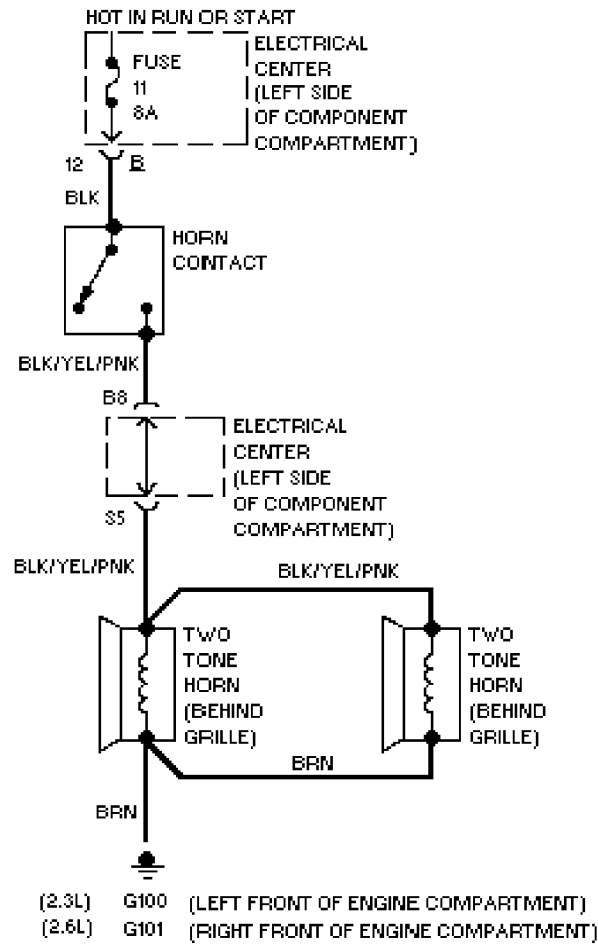 HOT IN RUN OR START
FUSE
11
8A
ELECTRICAL
CENTER
(LEFT SIDE
OF COMPONENT
COMPARTMENT)
12 B
BLK
HORN
CONTACT
BLK/YEL/PNK
B8
ELECTRICAL
CENTER
(LEFT SIDE
OF COMPONENT
COMPARTMENT)
S5
BLK/YEL/PNK
BLK/YEL/PNK
TWO
TONE
HORN
(BEHIND
GRILLE)
TWO
TONE
HORN
(BEHIND
GRILLE)
BRN
BRN
(2.3L) G100 (LEFT FRONT OF ENGINE COMPARTMENT)
(2.6L) G101 (RIGHT FRONT OF ENGINE COMPARTMENT)